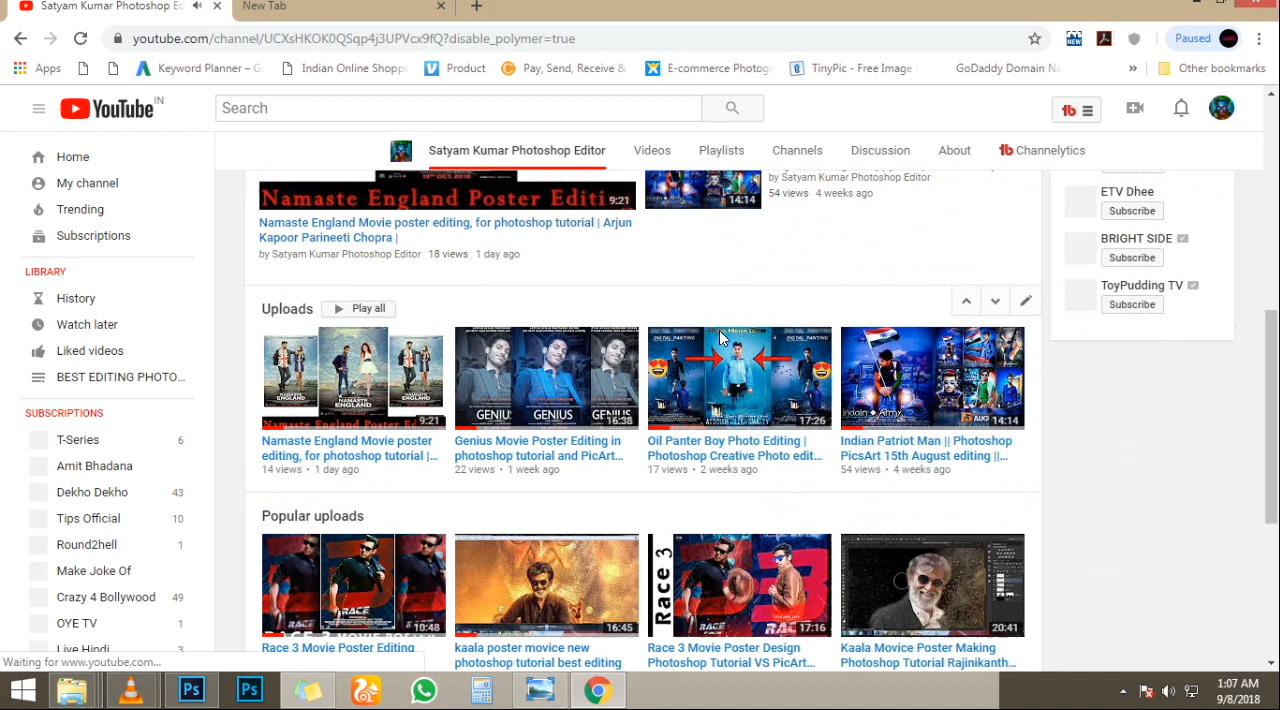 Satyam Kumar Photoshop Ed
New Tab
youtube.com/channel/UCXsHKOK0QSqp4j3UPVcx9fQ?disable_polymer=true
Paused
Apps
Keyword Planner – G
Indian Online Shopp
Product
Pay, Send, Receive &
E-commerce Photog
TinyPic - Free Image
GoDaddy Domain Na
»
Other bookmarks
YouTube IN
Search
Satyam Kumar Photoshop Editor
Videos
Playlists
Channels
Discussion
About
Channelytics
Home
My channel
Trending
Subscriptions
LIBRARY
History
Watch later
Liked videos
BEST EDITING PHOTO...
SUBSCRIPTIONS
T-Series 6
Amit Bhadana
Dekho Dekho 43
Tips Official 10
Round2hell 1
Make Joke Of
Crazy 4 Bollywood 49
OYE TV 1
Live Hindi 3
Waiting for www.youtube.com...
Namaste England Poster Editi
9:21
Namaste England Movie poster editing, for photoshop tutorial | Arjun
Kapoor Parineeti Chopra |
by Satyam Kumar Photoshop Editor 18 views 1 day ago
14:14
by Satyam Kumar Photoshop Editor
54 views 4 weeks ago
ETV Dhee
Subscribe
BRIGHT SIDE
Subscribe
ToyPudding TV
Subscribe
Uploads
Play all
NAMASTE ENGLAND
9:21
Namaste England Movie poster
editing, for photoshop tutorial |...
14 views • 1 day ago
GENIUS
16:38
Genius Movie Poster Editing in
photoshop tutorial and PicArt...
22 views • 1 week ago
DIGITAL PANTING
17:26
Oil Panter Boy Photo Editing |
Photoshop Creative Photo edit...
17 views • 2 weeks ago
Indain Army
14:14
Indian Patriot Man || Photoshop
PicsArt 15th August editing ||...
54 views • 4 weeks ago
Popular uploads
RACE
10:48
Race 3 Movie Poster Editing
16:45
kaala poster movice new
photoshop tutorial best editing
Race 3
17:16
Race 3 Movie Poster Design
Photoshop Tutorial VS PicArt...
20:41
Kaala Movice Poster Making
Photoshop Tutorial Rajinikanth...
1:07 AM
9/8/2018